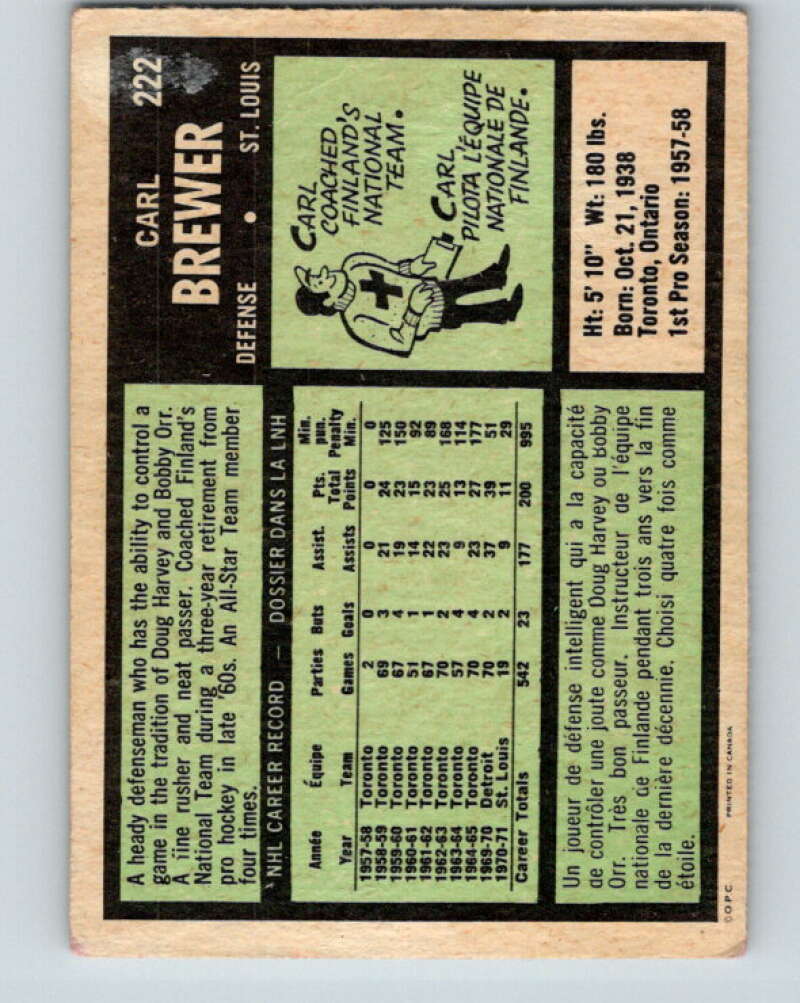 CARL 222
BREWER
DEFENSE • ST. LOUIS
A heady defenseman who has the ability to control a
game in the tradition of Doug Harvey and Bobby Orr.
A fine rusher and neat passer. Coached Finland's
National Team during a three-year retirement from
pro hockey in late '60s. An All-Star Team member
four times.
CARL
COACHED
FINLAND'S
NATIONAL
TEAM.
CARL
PILOTA L'ÉQUIPE
NATIONALE DE
FINLANDE.
NHL CAREER RECORD — DOSSIER DANS LA LNH
Année Équipe Parties Buts Assist. Pts. Total Min. pun.
Year Team Games Goals Assists Points Penalty Min.
1957-58 Toronto 2 0 0 0 0
1958-59 Toronto 69 3 21 24 125
1959-60 Toronto 67 4 19 23 150
1960-61 Toronto 51 1 14 15 92
1961-62 Toronto 67 1 22 23 89
1962-63 Toronto 70 2 23 25 168
1963-64 Toronto 57 4 9 13 114
1964-65 Toronto 70 4 23 27 177
1969-70 Detroit 70 2 37 39 51
1970-71 St. Louis 19 2 9 11 29
Career Totals 542 23 177 200 995
Ht: 5' 10" Wt: 180 lbs.
Born: Oct. 21, 1938
Toronto, Ontario
1st Pro Season: 1957-58
Un joueur de défense intelligent qui a la capacité
de contrôler une joute comme Doug Harvey ou Bobby
Orr. Très bon passeur. Instructeur de l'équipe
nationale de Finlande pendant trois ans vers la fin
de la dernière décennie. Choisi quatre fois comme
étoile.
© O.P.C. PRINTED IN CANADA